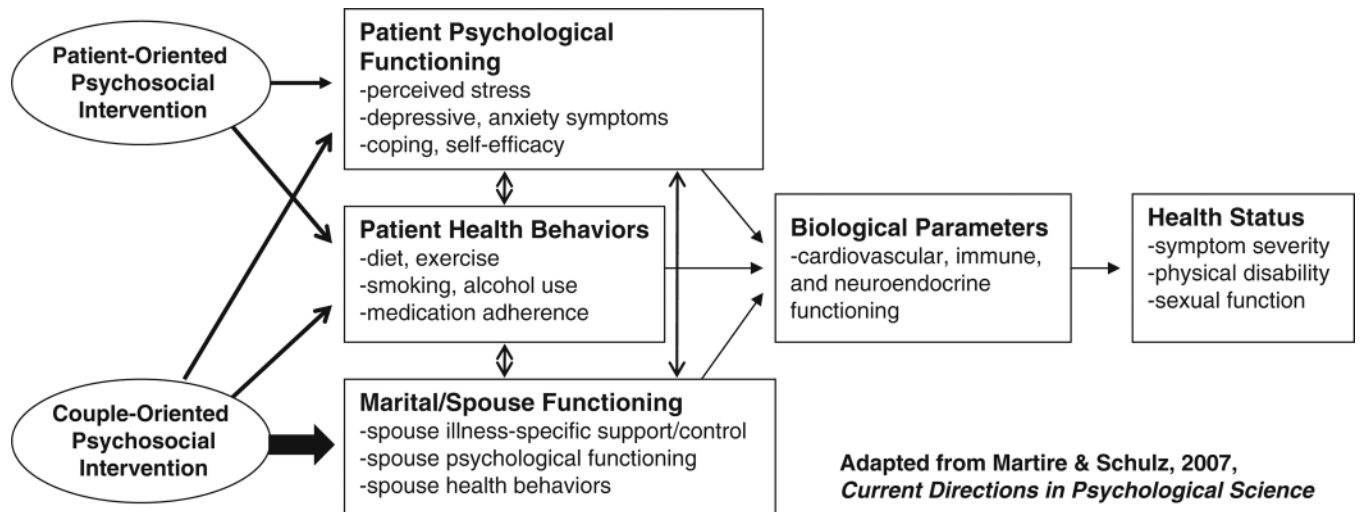 Patient-Oriented
Psychosocial
Intervention
Patient Psychological
Functioning
-perceived stress
-depressive, anxiety symptoms
-coping, self-efficacy
Patient Health Behaviors
-diet, exercise
-smoking, alcohol use
-medication adherence
Biological Parameters
-cardiovascular, immune,
and neuroendocrine
functioning
Health Status
-symptom severity
-physical disability
-sexual function
Couple-Oriented
Psychosocial
Intervention
Marital/Spouse Functioning
-spouse illness-specific support/control
-spouse psychological functioning
-spouse health behaviors
Adapted from Martire & Schulz, 2007,
Current Directions in Psychological Science